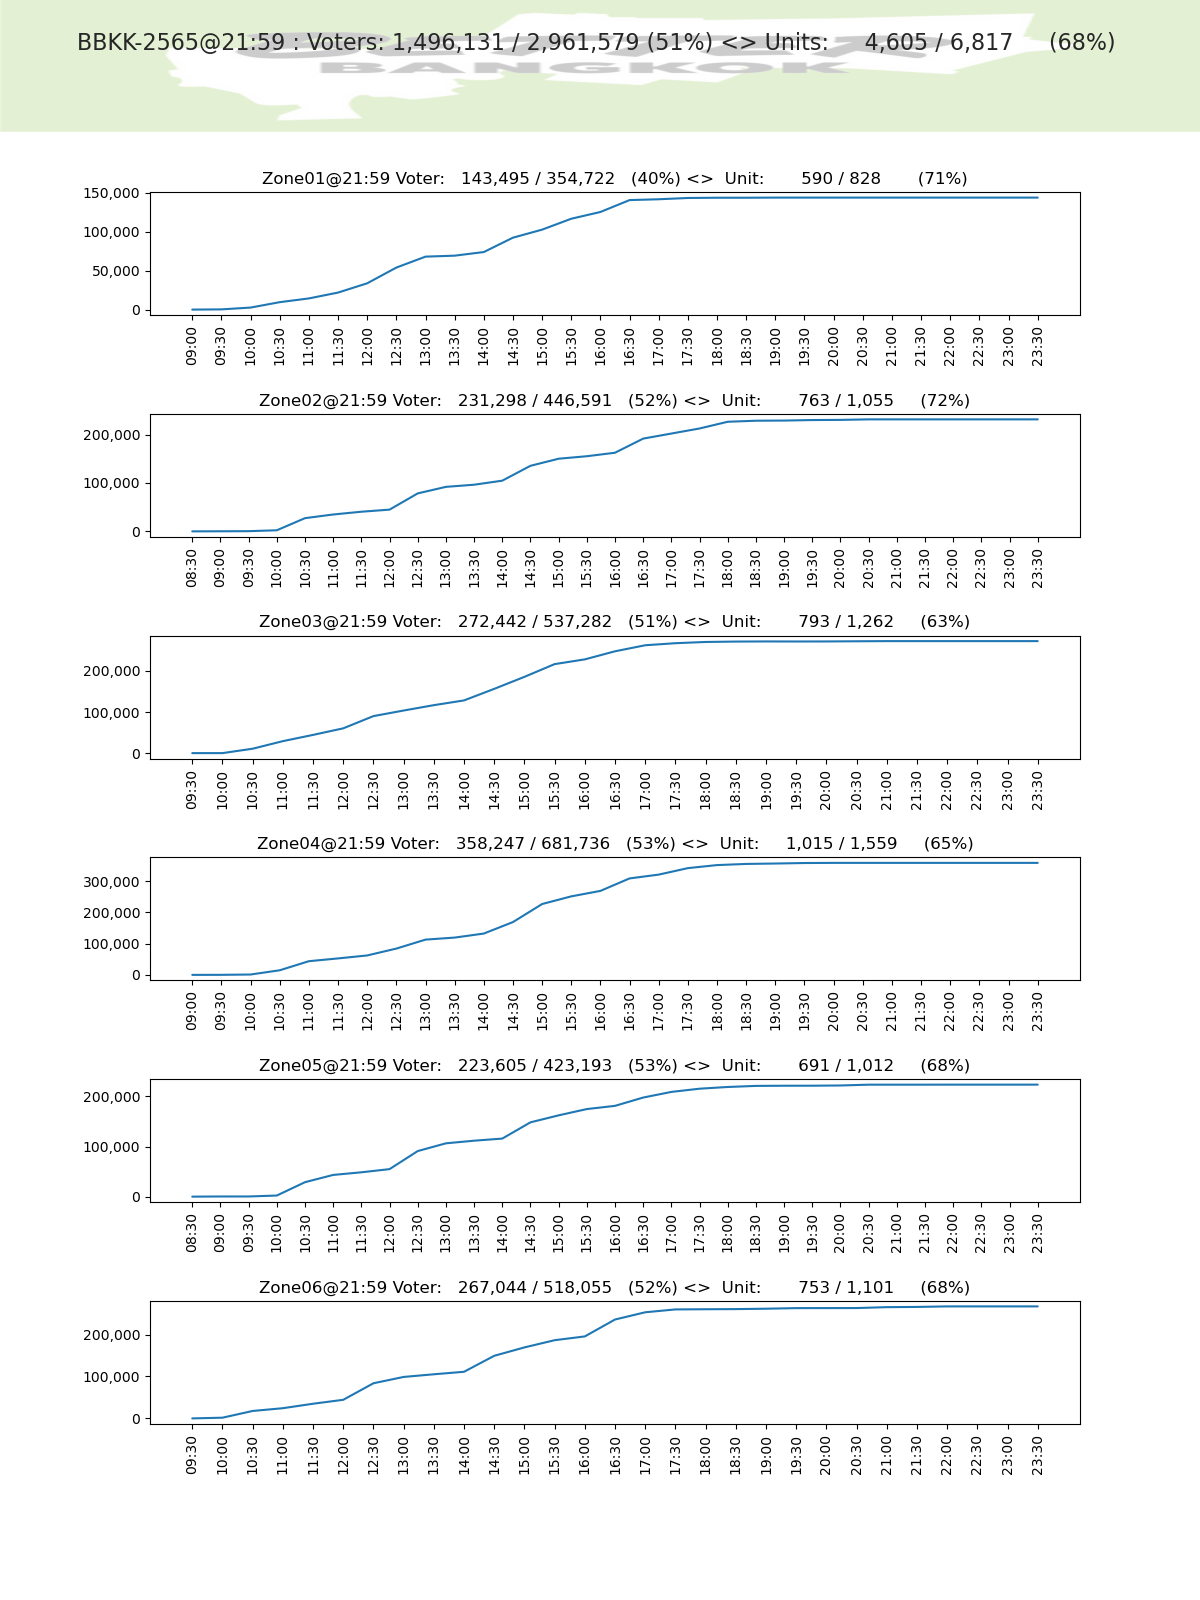 BBKK-2565@21:59 : Voters: 1,496,131 / 2,961,579 (51%) <> Units: 4,605 / 6,817 (68%)
BANGKOK
Zone01@21:59 Voter: 143,495 / 354,722 (40%) <> Unit: 590 / 828 (71%)
150,000
100,000
50,000
0
09:00 09:30 10:00 10:30 11:00 11:30 12:00 12:30 13:00 13:30 14:00 14:30 15:00 15:30 16:00 16:30 17:00 17:30 18:00 18:30 19:00 19:30 20:00 20:30 21:00 21:30 22:00 22:30 23:00 23:30
Zone02@21:59 Voter: 231,298 / 446,591 (52%) <> Unit: 763 / 1,055 (72%)
200,000
100,000
0
08:30 09:00 09:30 10:00 10:30 11:00 11:30 12:00 12:30 13:00 13:30 14:00 14:30 15:00 15:30 16:00 16:30 17:00 17:30 18:00 18:30 19:00 19:30 20:00 20:30 21:00 21:30 22:00 22:30 23:00 23:30
Zone03@21:59 Voter: 272,442 / 537,282 (51%) <> Unit: 793 / 1,262 (63%)
200,000
100,000
0
09:30 10:00 10:30 11:00 11:30 12:00 12:30 13:00 13:30 14:00 14:30 15:00 15:30 16:00 16:30 17:00 17:30 18:00 18:30 19:00 19:30 20:00 20:30 21:00 21:30 22:00 22:30 23:00 23:30
Zone04@21:59 Voter: 358,247 / 681,736 (53%) <> Unit: 1,015 / 1,559 (65%)
300,000
200,000
100,000
0
09:00 09:30 10:00 10:30 11:00 11:30 12:00 12:30 13:00 13:30 14:00 14:30 15:00 15:30 16:00 16:30 17:00 17:30 18:00 18:30 19:00 19:30 20:00 20:30 21:00 21:30 22:00 22:30 23:00 23:30
Zone05@21:59 Voter: 223,605 / 423,193 (53%) <> Unit: 691 / 1,012 (68%)
200,000
100,000
0
08:30 09:00 09:30 10:00 10:30 11:00 11:30 12:00 12:30 13:00 13:30 14:00 14:30 15:00 15:30 16:00 16:30 17:00 17:30 18:00 18:30 19:00 19:30 20:00 20:30 21:00 21:30 22:00 22:30 23:00 23:30
Zone06@21:59 Voter: 267,044 / 518,055 (52%) <> Unit: 753 / 1,101 (68%)
200,000
100,000
0
09:30 10:00 10:30 11:00 11:30 12:00 12:30 13:00 13:30 14:00 14:30 15:00 15:30 16:00 16:30 17:00 17:30 18:00 18:30 19:00 19:30 20:00 20:30 21:00 21:30 22:00 22:30 23:00 23:30